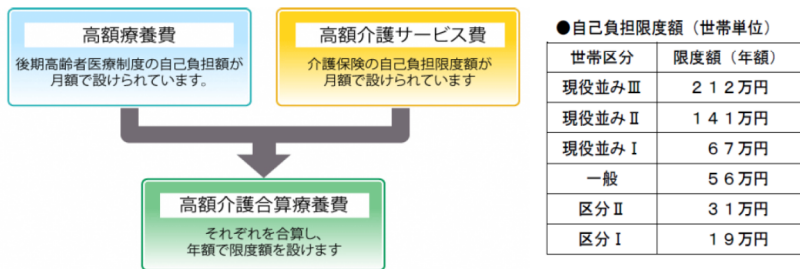 高額療養費
後期高齢者医療制度の自己負担額が
月額で設けられています。
高額介護サービス費
介護保険の自己負担限度額が
月額で設けられています
高額介護合算療養費
それぞれを合算し、
年額で限度額を設けます
●自己負担限度額（世帯単位）
世帯区分 限度額（年額）
現役並みⅢ ２１２万円
現役並みⅡ １４１万円
現役並みⅠ ６７万円
一般 ５６万円
区分Ⅱ ３１万円
区分Ⅰ １９万円